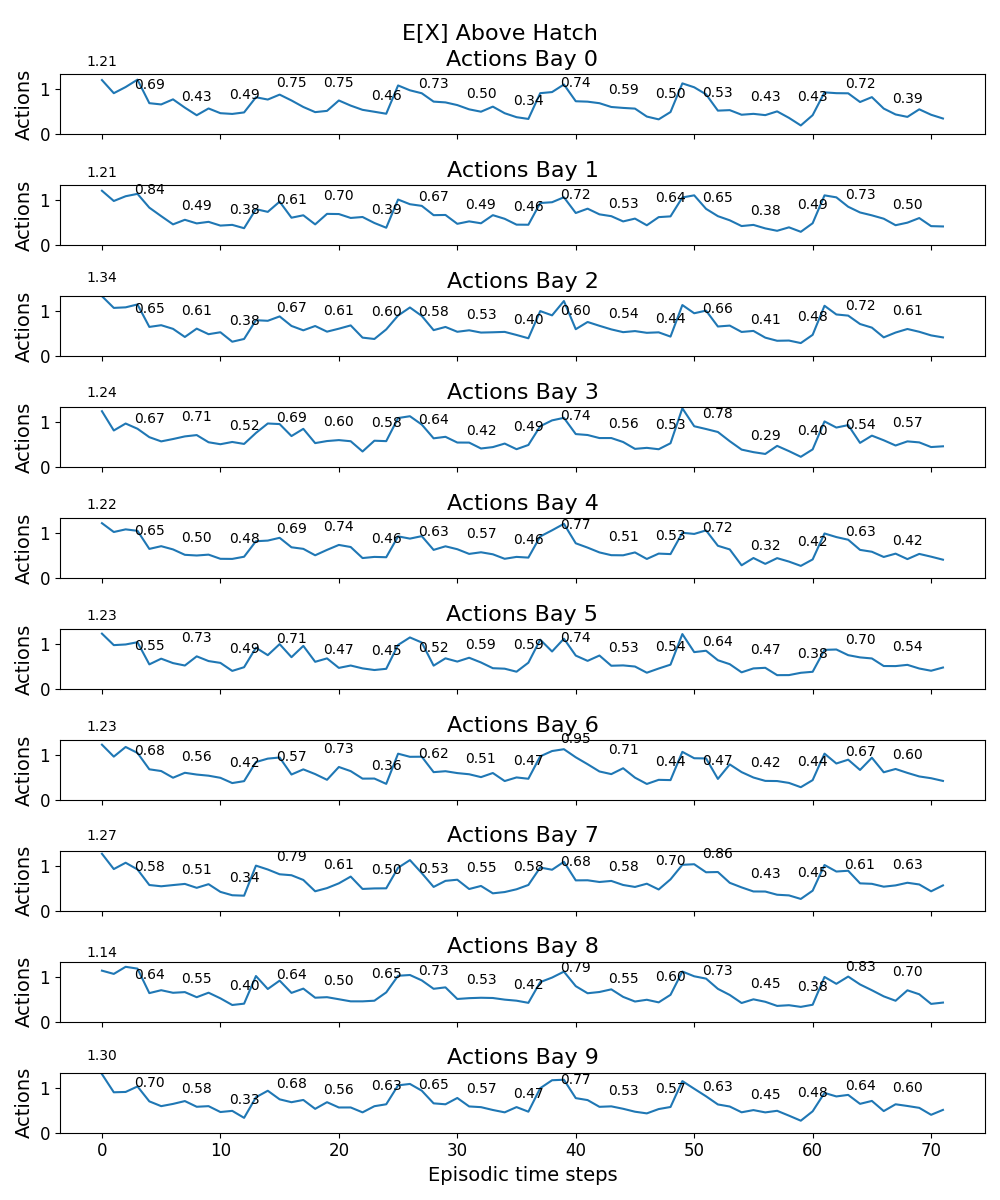 E[X] Above Hatch
Actions Bay 0
1.21 0.69 0.43 0.49 0.75 0.75 0.46 0.73 0.50 0.34 0.74 0.59 0.50 0.53 0.43 0.43 0.72 0.39
Actions
1
0
Actions Bay 1
1.21 0.84 0.49 0.38 0.61 0.70 0.39 0.67 0.49 0.46 0.72 0.53 0.64 0.65 0.38 0.49 0.73 0.50
Actions
1
0
Actions Bay 2
1.34 0.65 0.61 0.38 0.67 0.61 0.60 0.58 0.53 0.40 0.60 0.54 0.44 0.66 0.41 0.48 0.72 0.61
Actions
1
0
Actions Bay 3
1.24 0.67 0.71 0.52 0.69 0.60 0.58 0.64 0.42 0.49 0.74 0.56 0.53 0.78 0.29 0.40 0.54 0.57
Actions
1
0
Actions Bay 4
1.22 0.65 0.50 0.48 0.69 0.74 0.46 0.63 0.57 0.46 0.77 0.51 0.53 0.72 0.32 0.42 0.63 0.42
Actions
1
0
Actions Bay 5
1.23 0.55 0.73 0.49 0.71 0.47 0.45 0.52 0.59 0.59 0.74 0.53 0.54 0.64 0.47 0.38 0.70 0.54
Actions
1
0
Actions Bay 6
1.23 0.68 0.56 0.42 0.57 0.73 0.36 0.62 0.51 0.47 0.95 0.71 0.44 0.47 0.42 0.44 0.67 0.60
Actions
1
0
Actions Bay 7
1.27 0.58 0.51 0.34 0.79 0.61 0.50 0.53 0.55 0.58 0.68 0.58 0.70 0.86 0.43 0.45 0.61 0.63
Actions
1
0
Actions Bay 8
1.14 0.64 0.55 0.40 0.64 0.50 0.65 0.73 0.53 0.42 0.79 0.55 0.60 0.73 0.45 0.38 0.83 0.70
Actions
1
0
Actions Bay 9
1.30 0.70 0.58 0.33 0.68 0.56 0.63 0.65 0.57 0.47 0.77 0.53 0.57 0.63 0.45 0.48 0.64 0.60
Actions
1
0
0 10 20 30 40 50 60 70
Episodic time steps